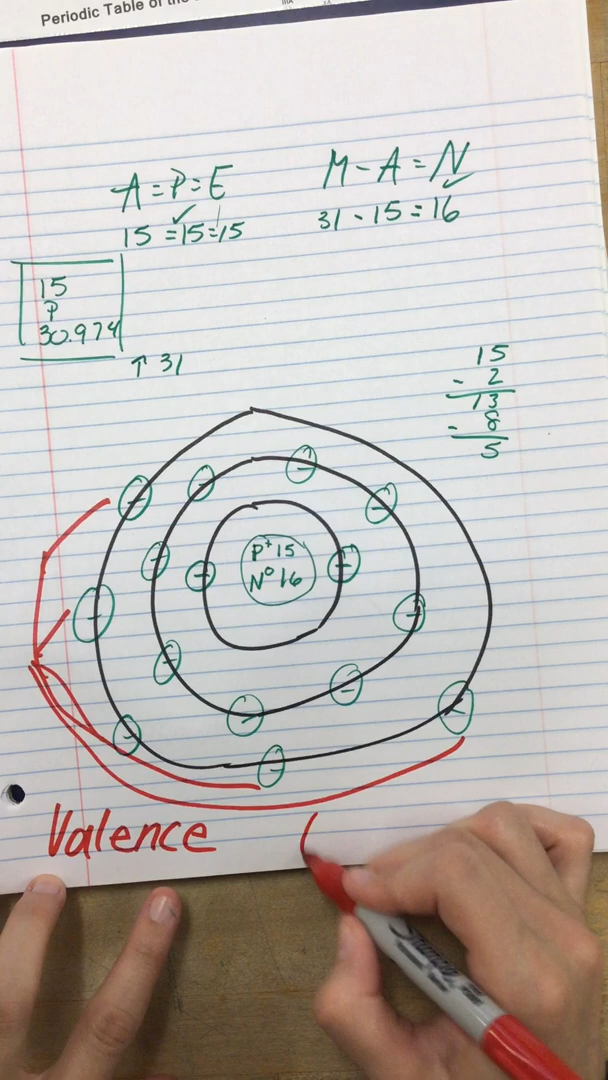 Periodic Table of the
A = P = E
15 = 15 = 15
M - A = N
31 - 15 = 16
15
P
30.974
↑ 31
15
- 2
13
- 8
5
P+ 15
N° 16
Valence (